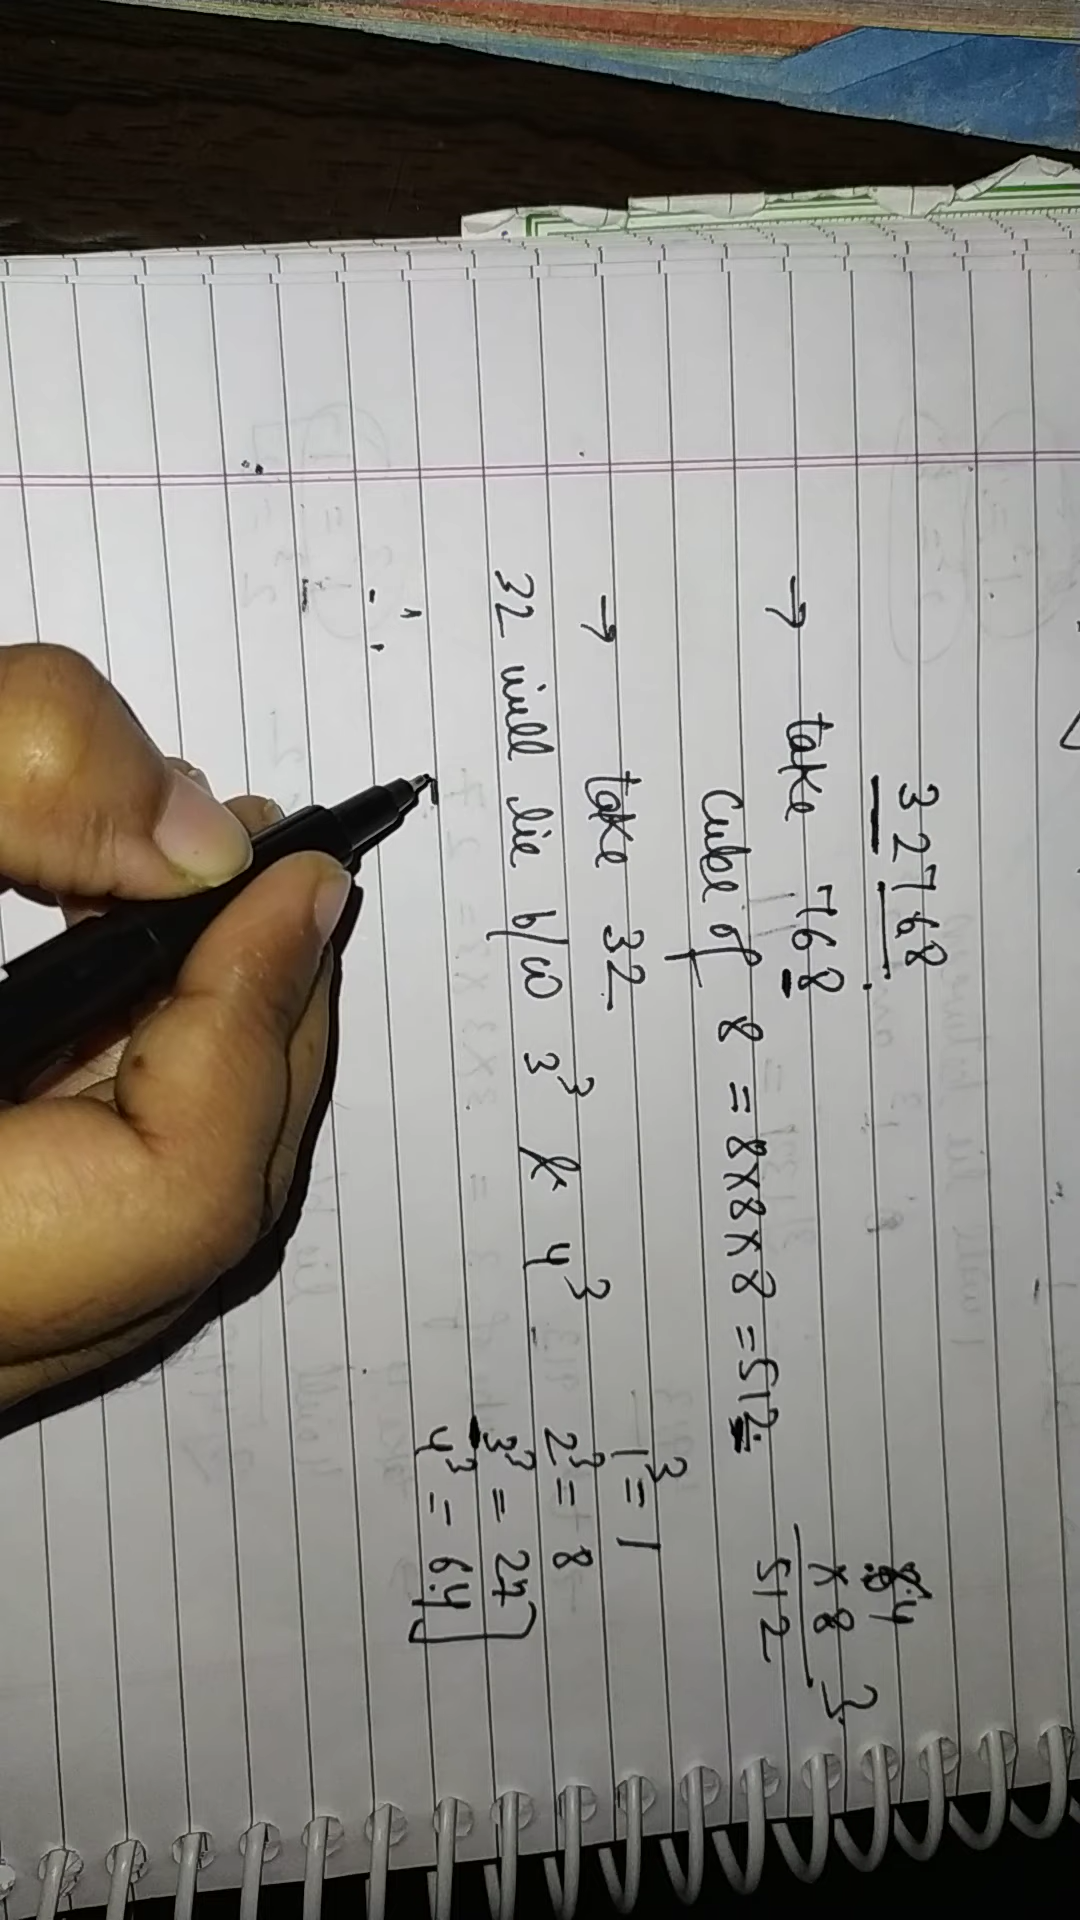 32768
→ take 768
Cube of 8 = 8×8×8 = 512
64
×8
512
3
→ take 32
32 will lie b/w 3³ & 4³
1³ = 1
2³ = 8
3³ = 27
4³ = 64